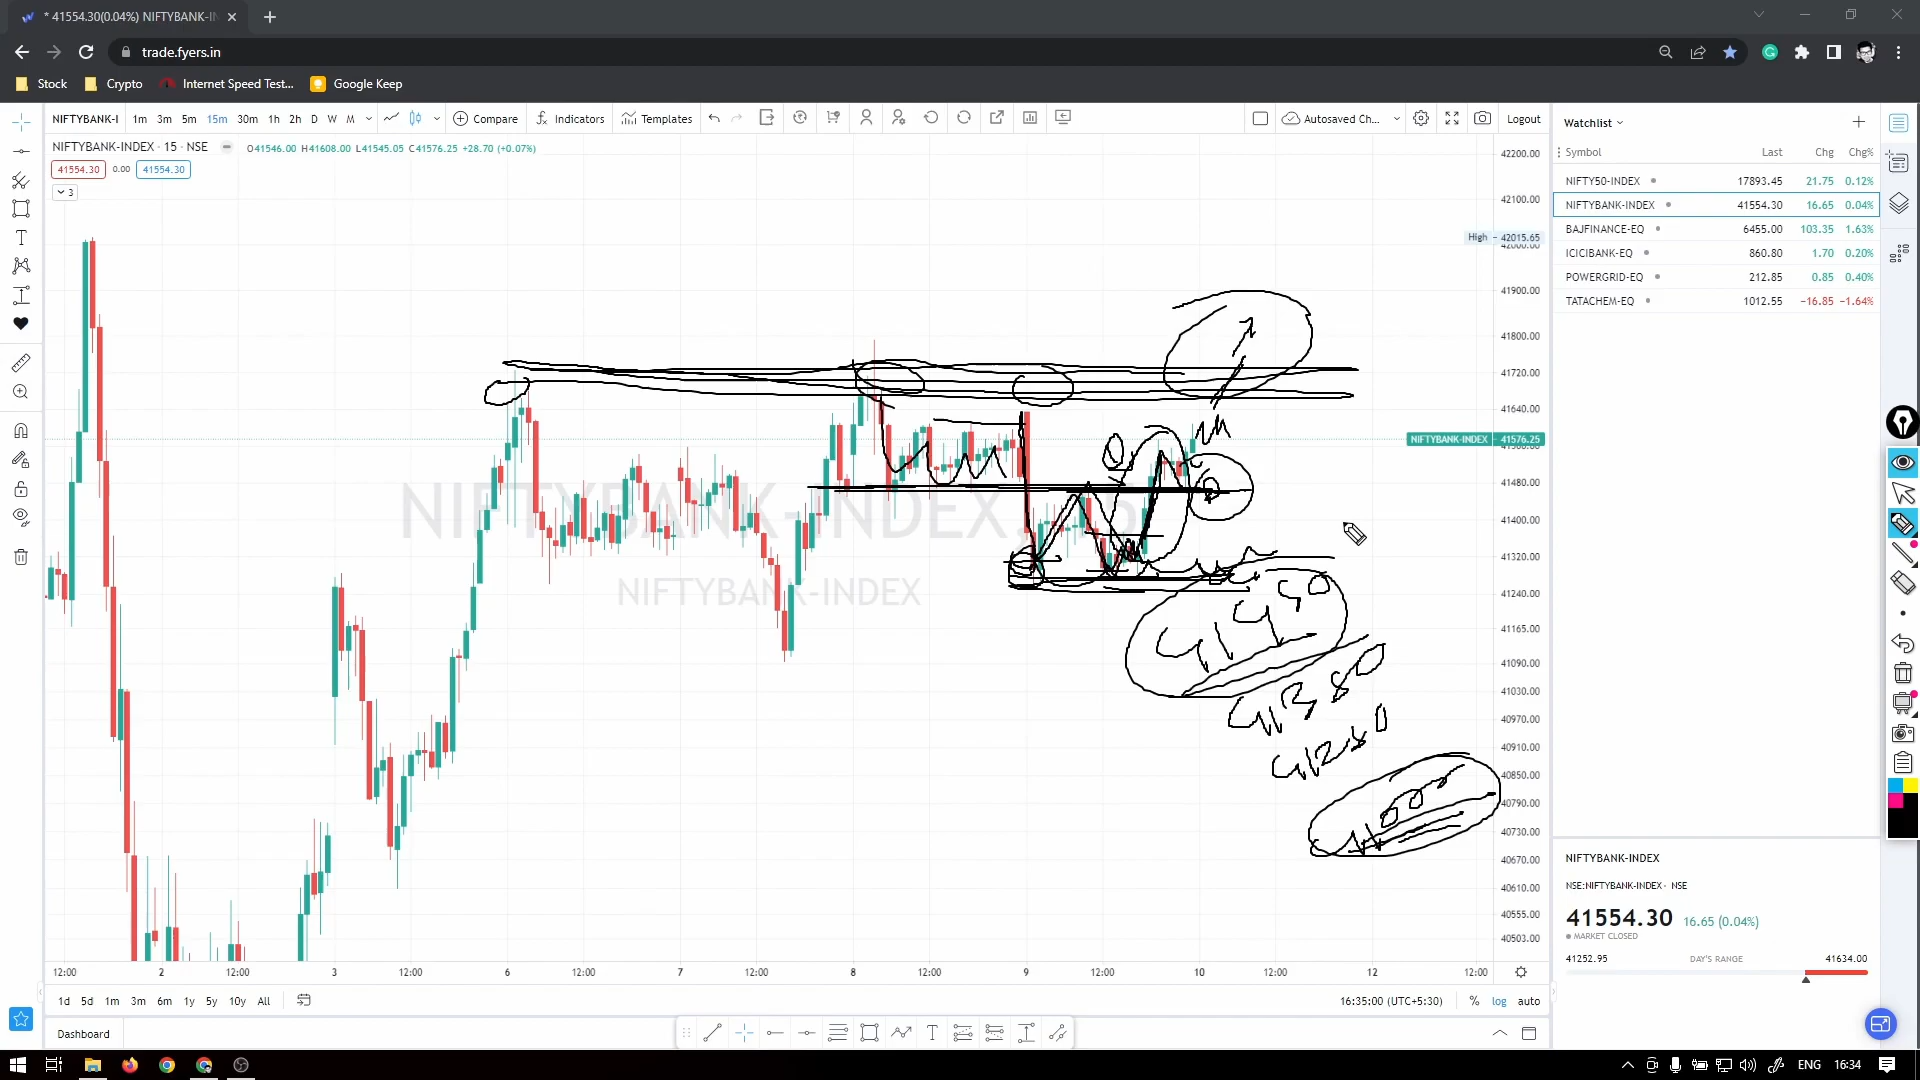 * 41554.30(0.04%) NIFTYBANK-IN
trade.fyers.in
Stock Crypto Internet Speed Test... Google Keep
NIFTYBANK-I 1m 3m 5m 15m 30m 1h 2h D W M Compare Indicators Templates Autosaved Ch... Logout
NIFTYBANK-INDEX · 15 · NSE O41546.00 H41608.00 L41545.05 C41576.25 +28.70 (+0.07%)
41554.30 0.00 41554.30
3
42200.00
42100.00
High 42015.65
42000.00
41900.00
41800.00
41720.00
41640.00
NIFTYBANK-INDEX 41576.25
41480.00
41400.00
41320.00
41240.00
41165.00
41090.00
41030.00
40970.00
40910.00
40850.00
40790.00
40730.00
40670.00
40610.00
40555.00
40503.00
NIFTYBANK-INDEX, 15
NIFTYBANK-INDEX
41450
41380
41280
12:00 2 12:00 3 12:00 6 12:00 7 12:00 8 12:00 9 12:00 10 12:00 12 12:00
1d 5d 1m 3m 6m 1y 5y 10y All 16:35:00 (UTC+5:30) % log auto
Dashboard
Watchlist
Symbol Last Chg Chg%
NIFTY50-INDEX 17893.45 21.75 0.12%
NIFTYBANK-INDEX 41554.30 16.65 0.04%
BAJFINANCE-EQ 6455.00 103.35 1.63%
ICICIBANK-EQ 860.80 1.70 0.20%
POWERGRID-EQ 212.85 0.85 0.40%
TATACHEM-EQ 1012.55 −16.85 −1.64%
NIFTYBANK-INDEX
NSE:NIFTYBANK-INDEX · NSE
41554.30 16.65 (0.04%)
MARKET CLOSED
41252.95 DAY'S RANGE 41634.00
ENG 16:34